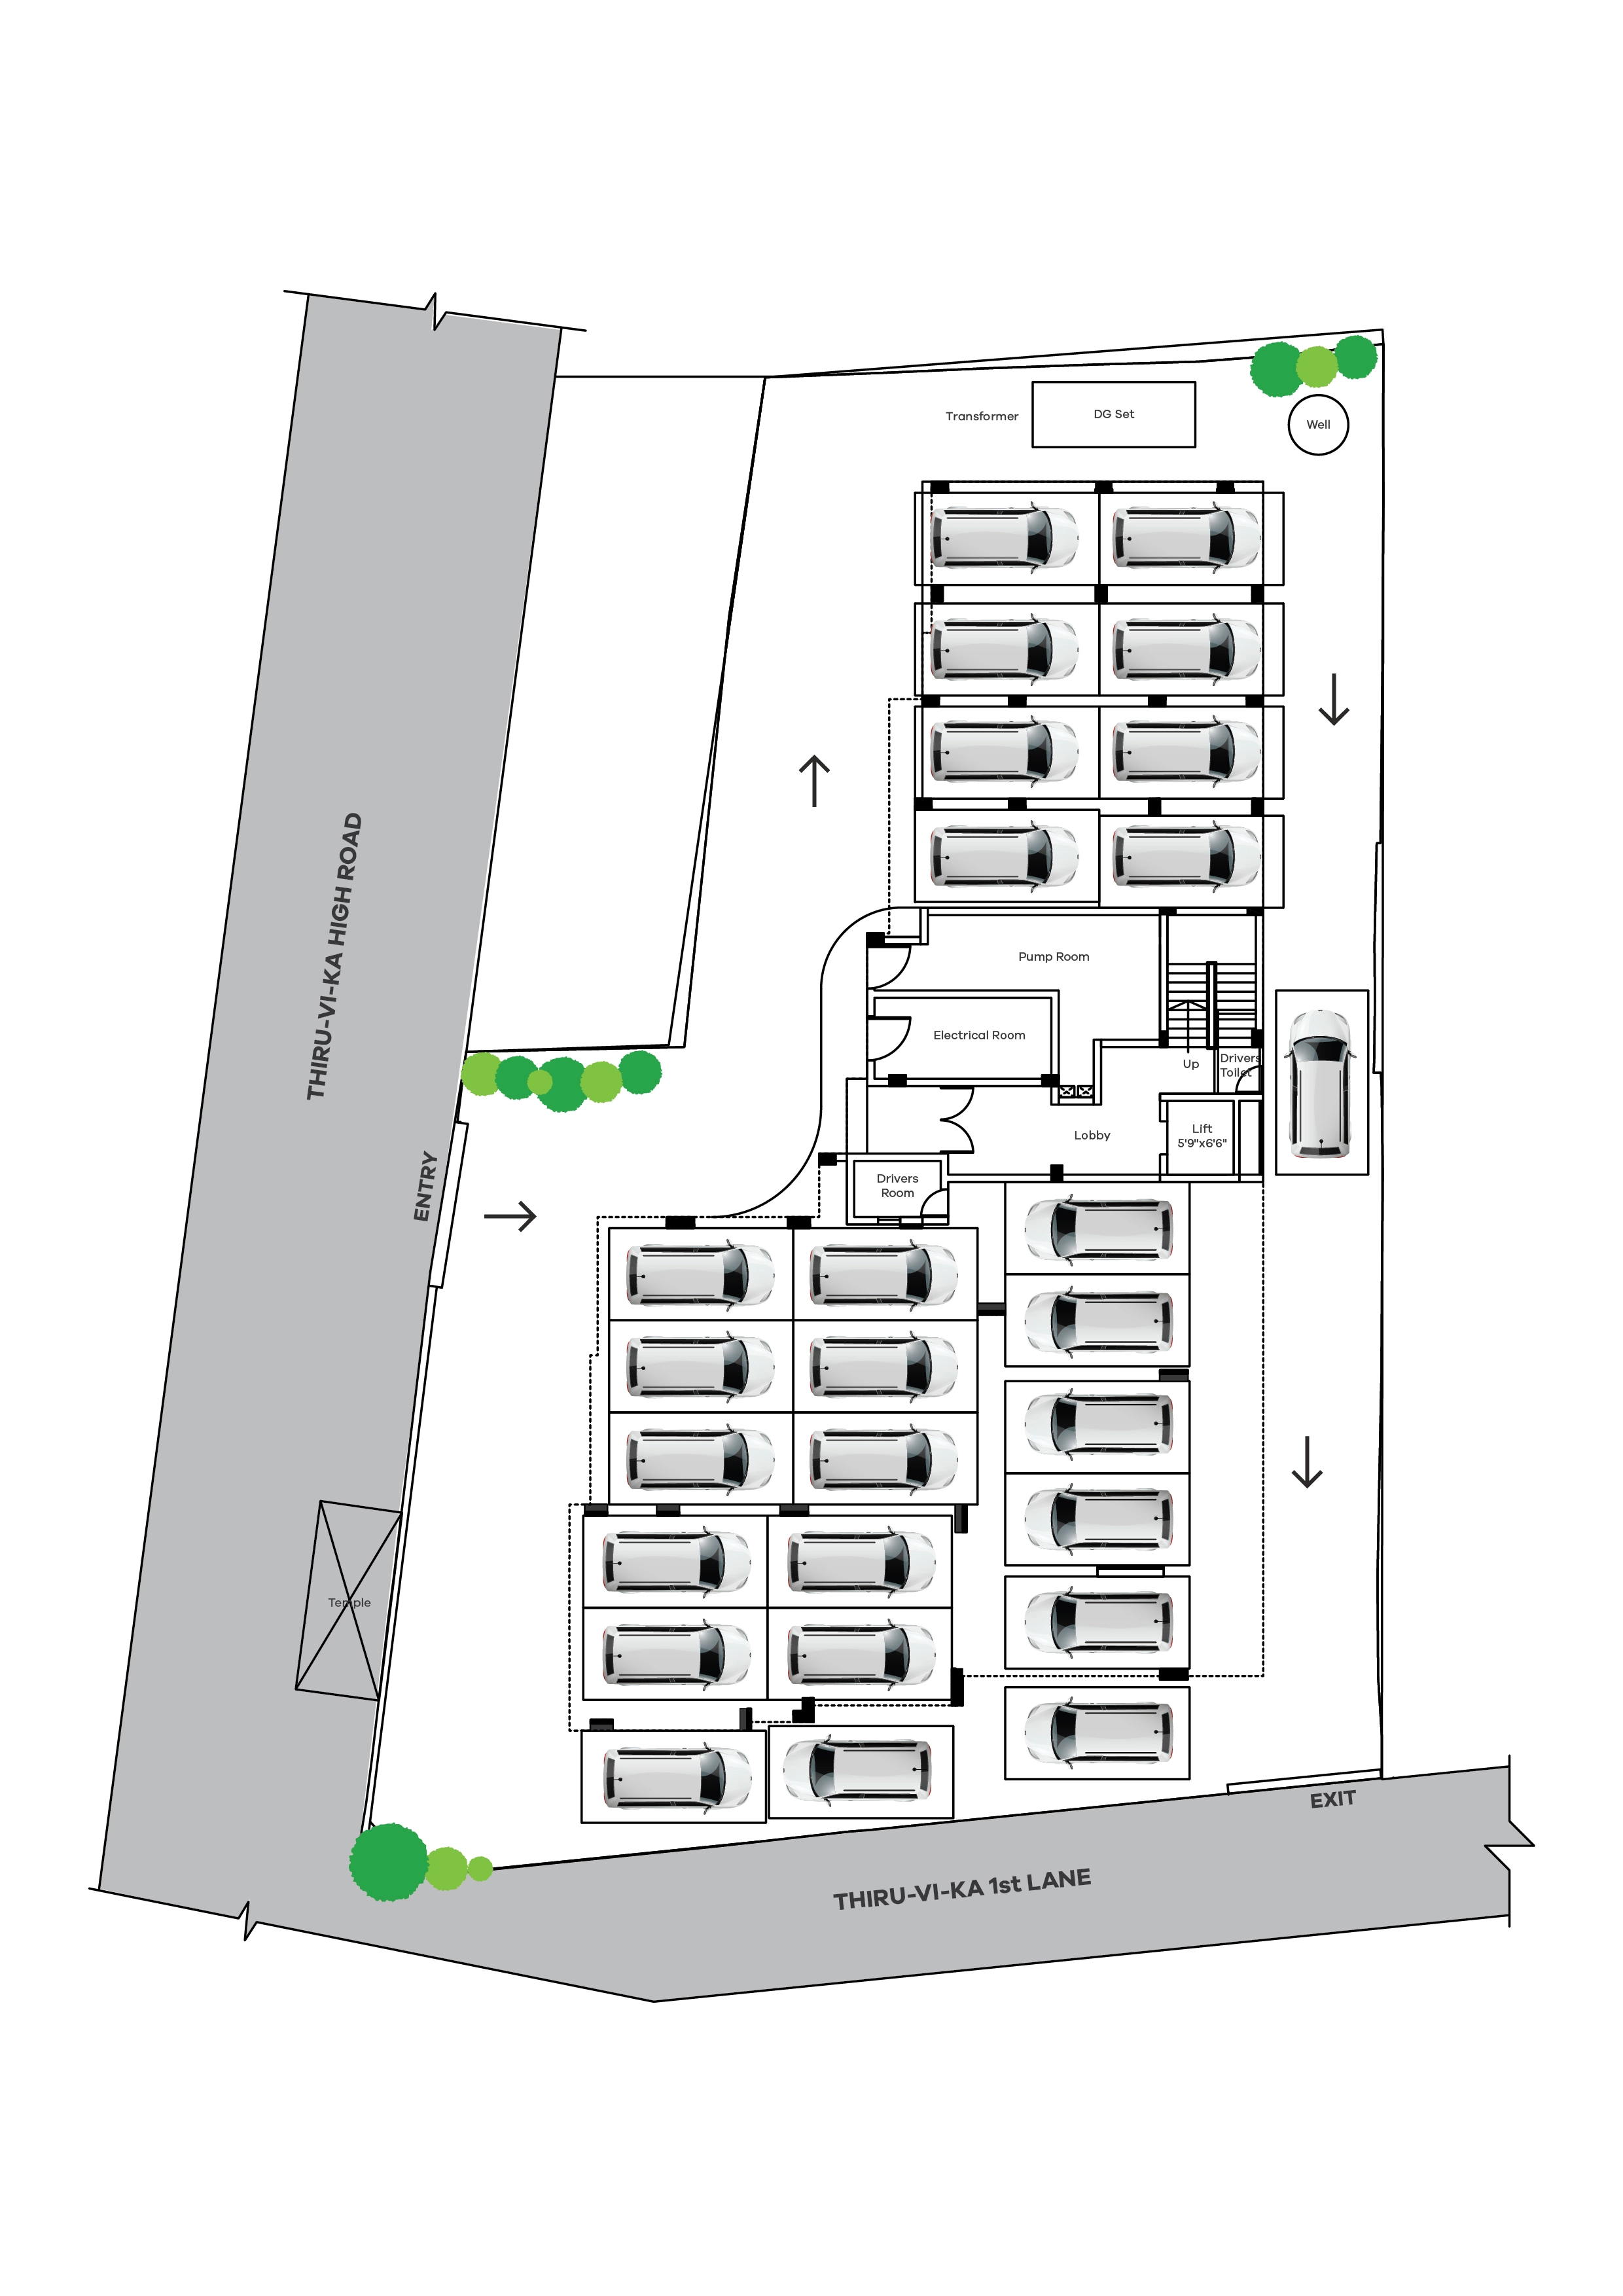 Transformer
DG Set
Well
THIRU-VI-KA HIGH ROAD
Pump Room
Electrical Room
Up
Drivers
Toilet
Lobby
Lift
5'9"x6'6"
Drivers
Room
ENTRY
Temple
EXIT
THIRU-VI-KA 1st LANE